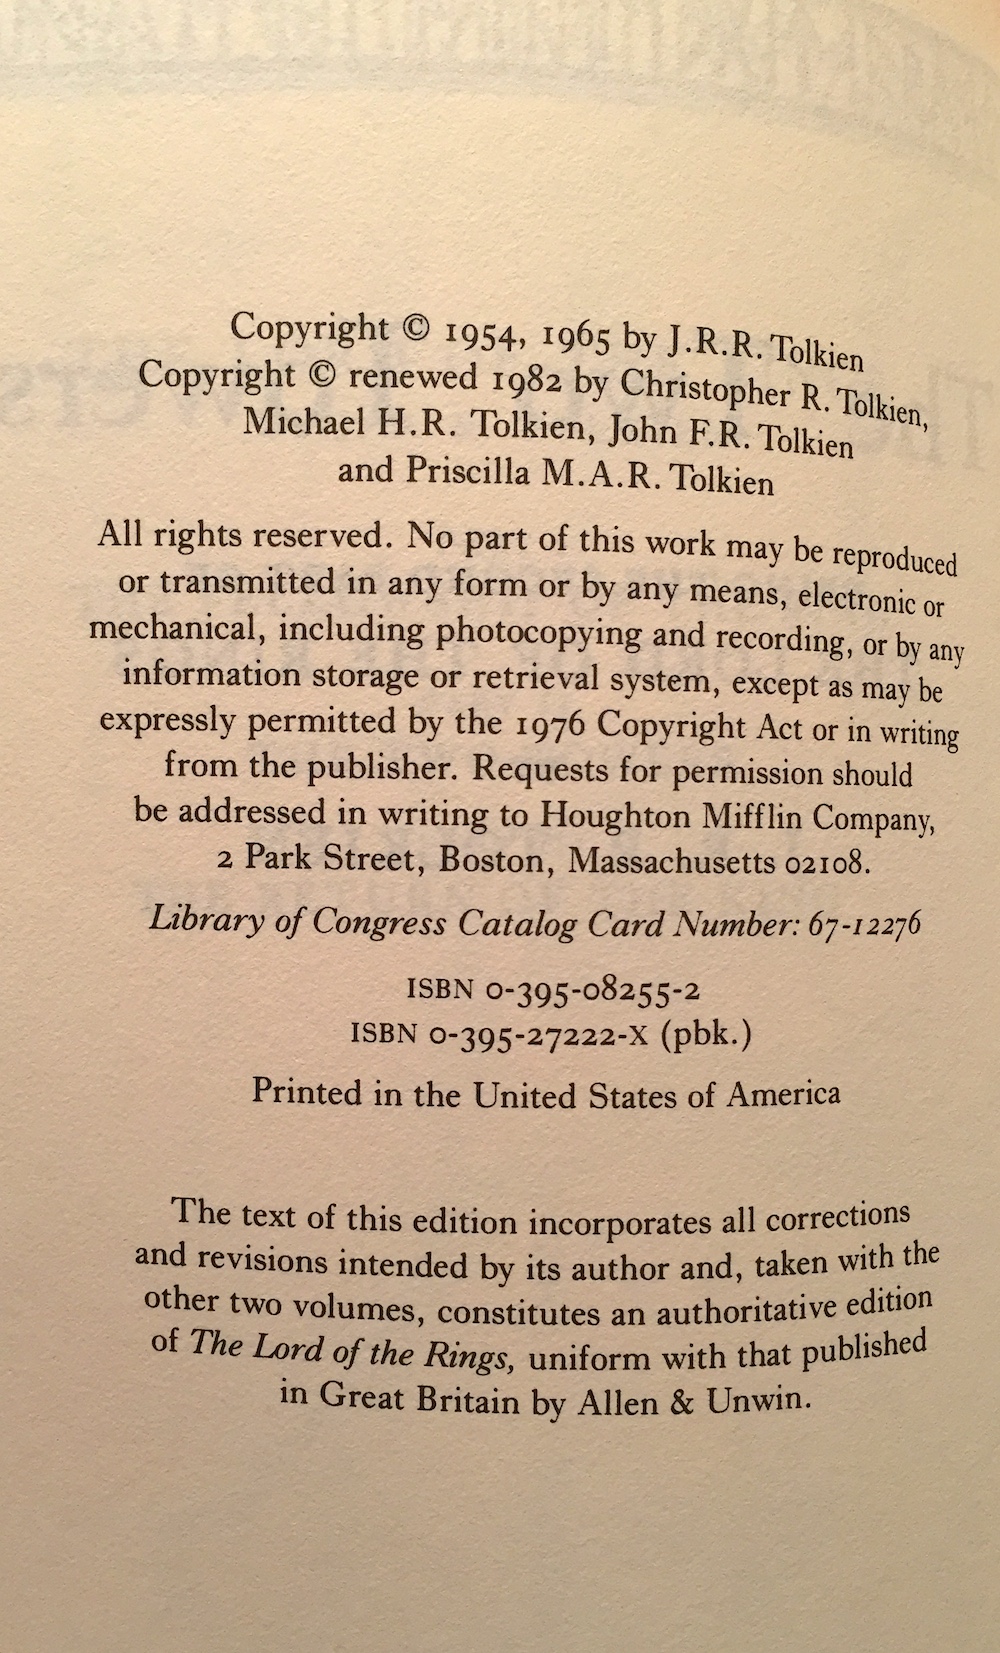 Copyright © 1954, 1965 by J.R.R. Tolkien
Copyright © renewed 1982 by Christopher R. Tolkien,
Michael H.R. Tolkien, John F.R. Tolkien
and Priscilla M.A.R. Tolkien
All rights reserved. No part of this work may be reproduced
or transmitted in any form or by any means, electronic or
mechanical, including photocopying and recording, or by any
information storage or retrieval system, except as may be
expressly permitted by the 1976 Copyright Act or in writing
from the publisher. Requests for permission should
be addressed in writing to Houghton Mifflin Company,
2 Park Street, Boston, Massachusetts 02108.
Library of Congress Catalog Card Number: 67-12276
ISBN 0-395-08255-2
ISBN 0-395-27222-X (pbk.)
Printed in the United States of America
The text of this edition incorporates all corrections
and revisions intended by its author and, taken with the
other two volumes, constitutes an authoritative edition
of The Lord of the Rings, uniform with that published
in Great Britain by Allen & Unwin.